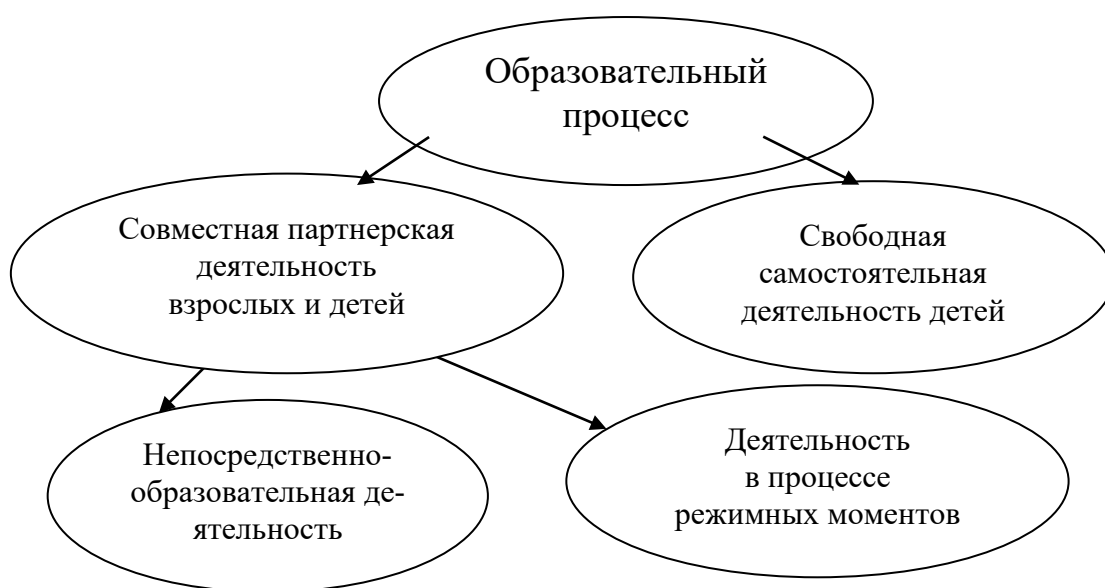 Образовательный
процесс
Совместная партнерская
деятельность
взрослых и детей
Свободная
самостоятельная
деятельность детей
Непосредственно-
образовательная де-
ятельность
Деятельность
в процессе
режимных моментов